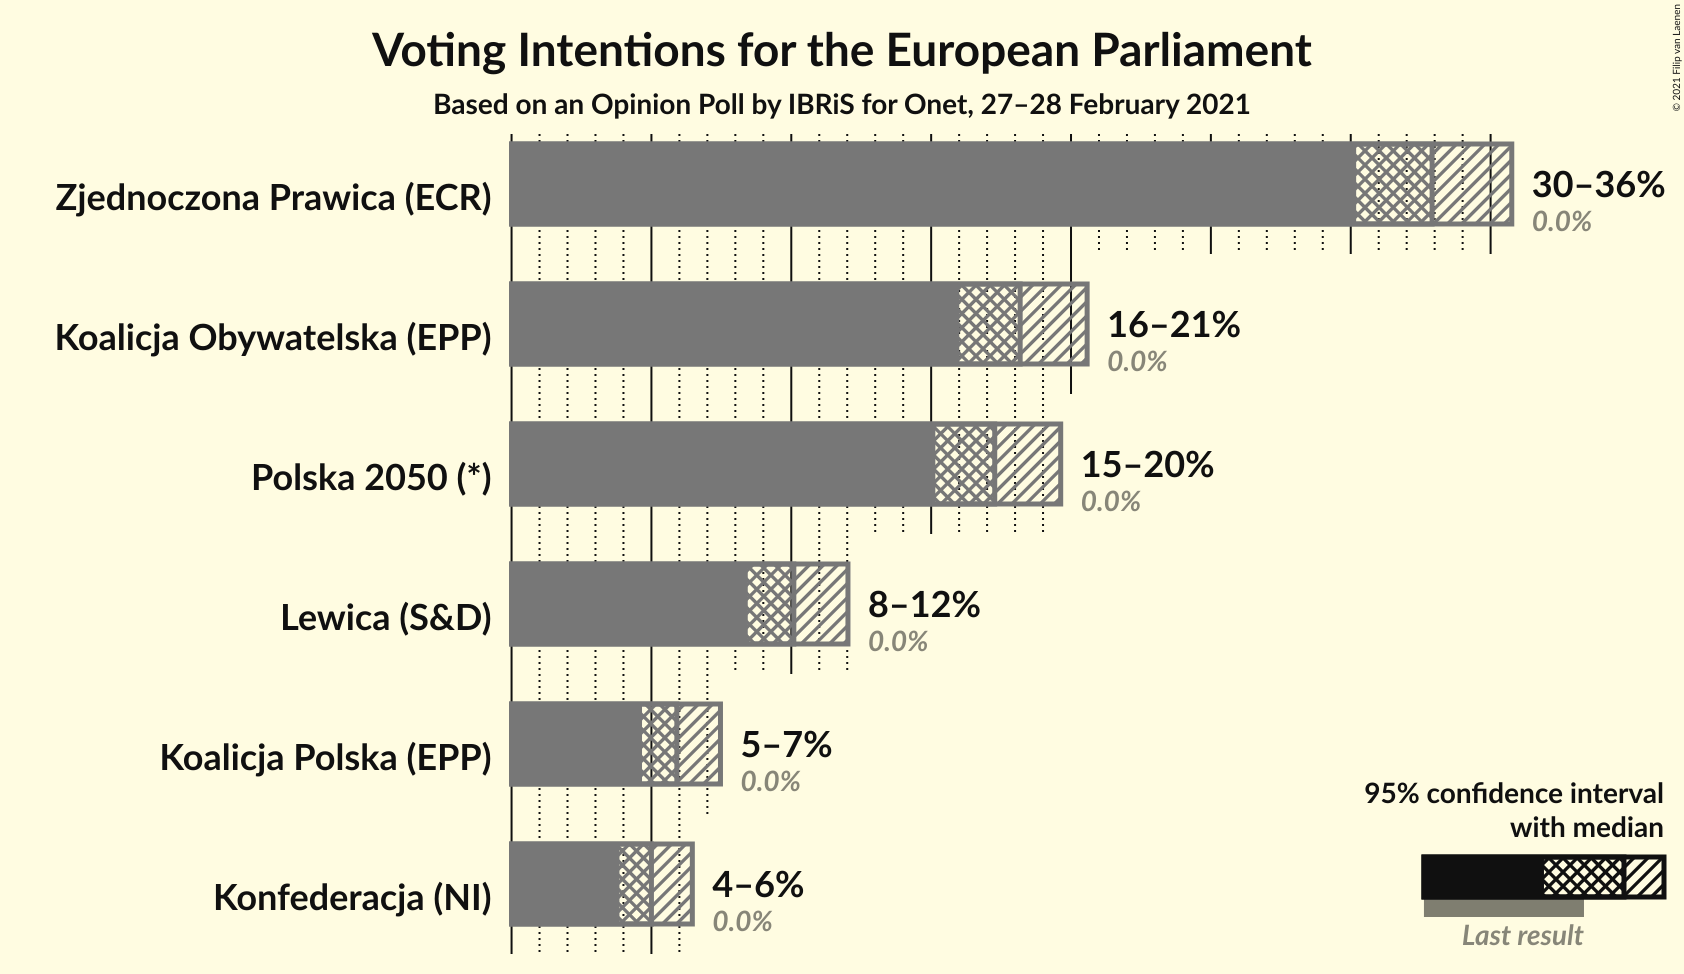 Voting Intentions for the European Parliament
Based on an Opinion Poll by IBRiS for Onet, 27–28 February 2021
© 2021 Filip van Laenen
Zjednoczona Prawica (ECR)
30–36%
0.0%
Koalicja Obywatelska (EPP)
16–21%
0.0%
Polska 2050 (*)
15–20%
0.0%
Lewica (S&D)
8–12%
0.0%
Koalicja Polska (EPP)
5–7%
0.0%
Konfederacja (NI)
4–6%
0.0%
95% confidence interval
with median
Last result